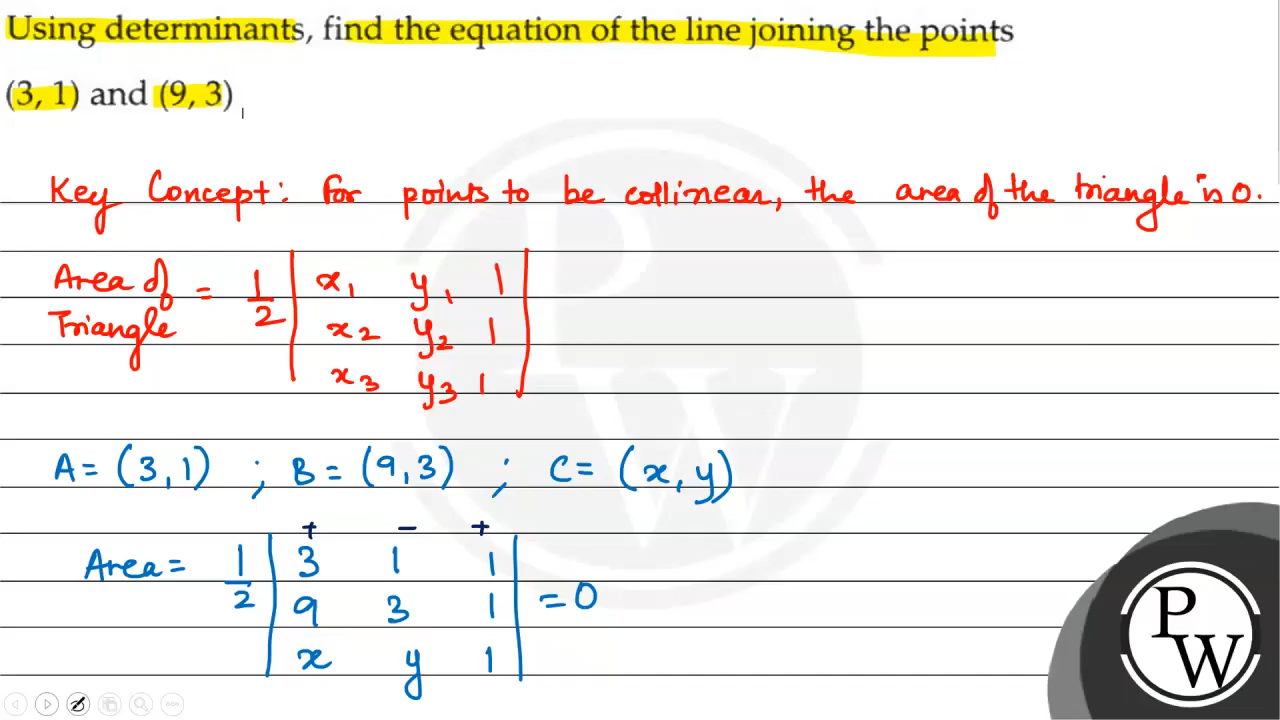 Using determinants, find the equation of the line joining the points
(3, 1) and (9, 3)
Key Concept: For points to be collinear, the area of the triangle is 0.
Area of Triangle = 1/2 | x₁ y₁ 1
x₂ y₂ 1
x₃ y₃ 1 |
A = (3, 1) ; B = (9, 3) ; C = (x, y)
+ − +
Area = 1/2 | 3 1 1
9 3 1
x y 1 | = 0
PW
PW